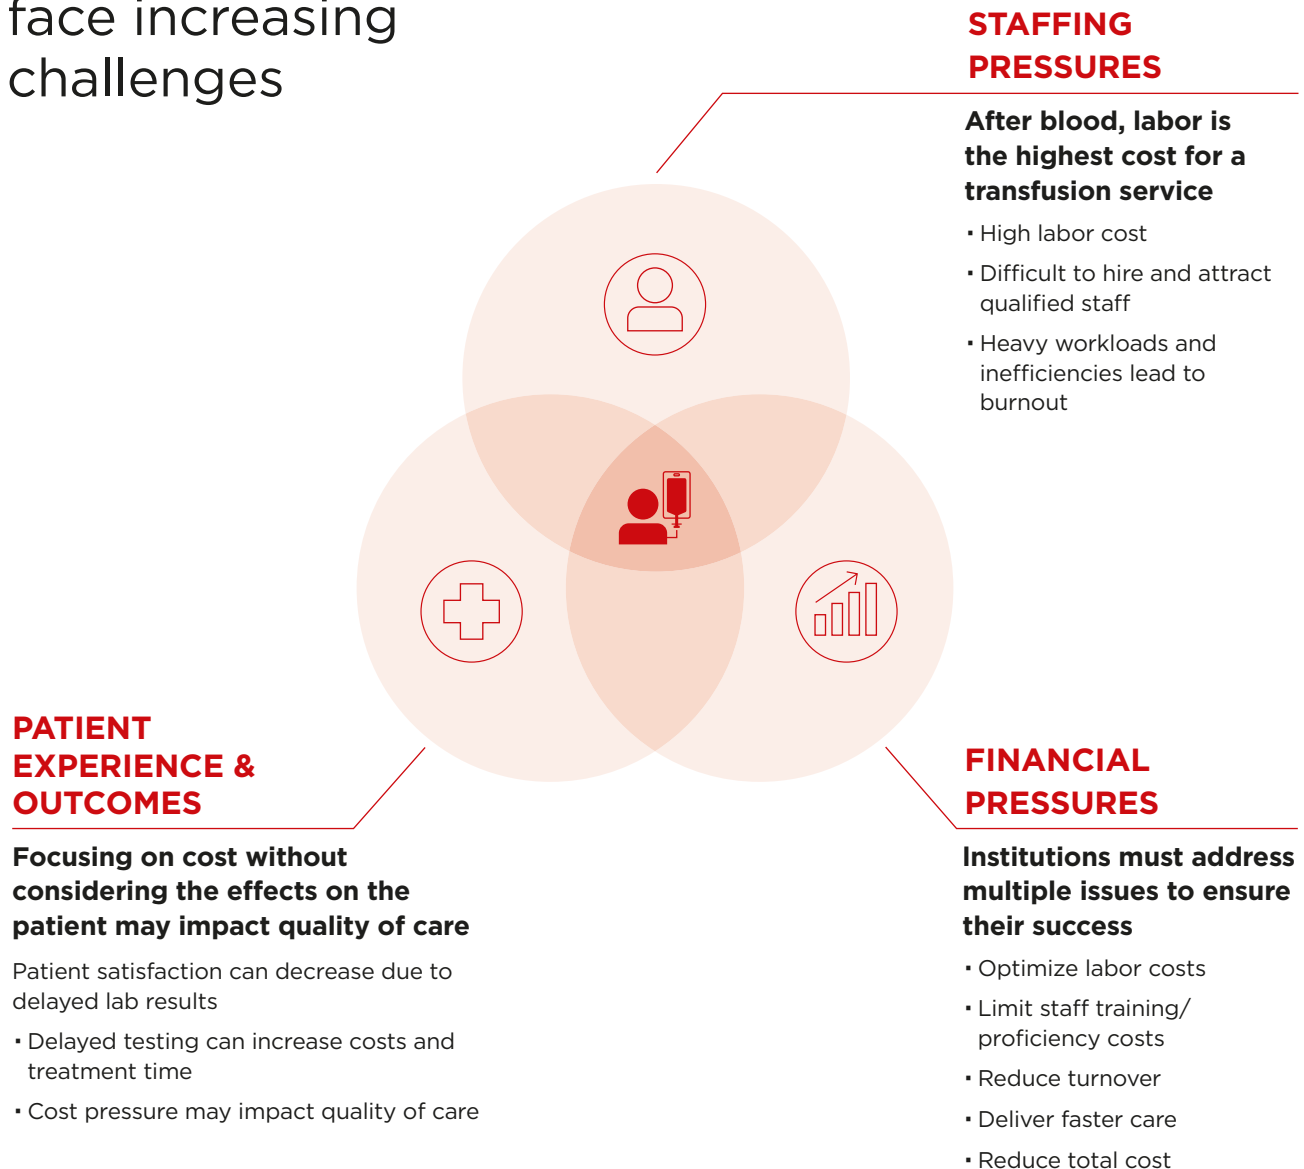 face increasing
challenges
STAFFING
PRESSURES
After blood, labor is
the highest cost for a
transfusion service
· High labor cost
· Difficult to hire and attract
qualified staff
· Heavy workloads and
inefficiencies lead to
burnout
PATIENT
EXPERIENCE &
OUTCOMES
Focusing on cost without
considering the effects on the
patient may impact quality of care
Patient satisfaction can decrease due to
delayed lab results
· Delayed testing can increase costs and
treatment time
· Cost pressure may impact quality of care
FINANCIAL
PRESSURES
Institutions must address
multiple issues to ensure
their success
· Optimize labor costs
· Limit staff training/
proficiency costs
· Reduce turnover
· Deliver faster care
· Reduce total cost